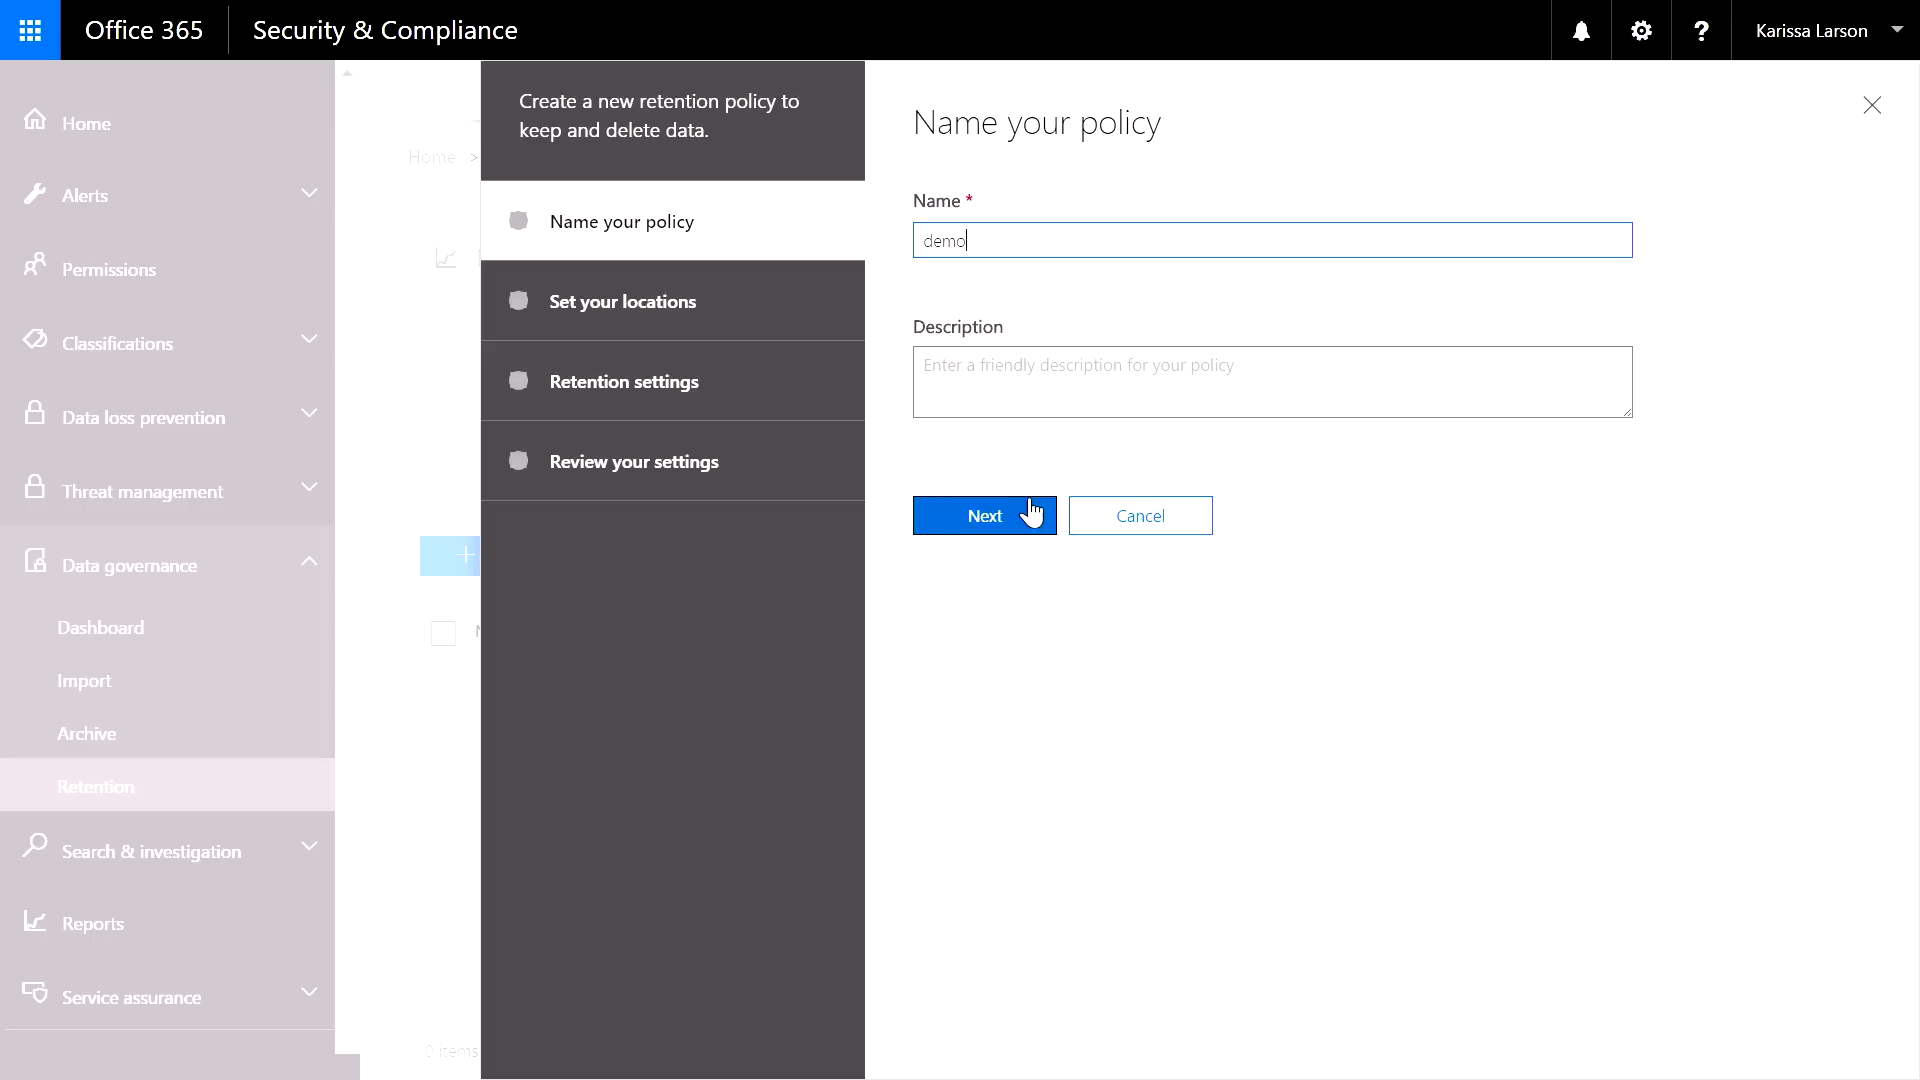 Office 365
Security & Compliance
?
Karissa Larson
Home
Alerts
Permissions
Classifications
Data loss prevention
Threat management
Data governance
Dashboard
Import
Archive
Retention
Search & investigation
Reports
Service assurance
Home >
0 items
Create a new retention policy to
keep and delete data.
Name your policy
Set your locations
Retention settings
Review your settings
Name your policy
Name *
demo
Description
Enter a friendly description for your policy
Next
Cancel